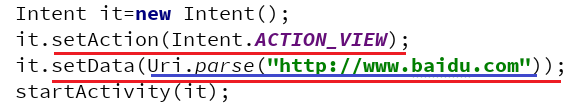 Intent it=new Intent();
it.setAction(Intent.ACTION_VIEW);
it.setData(Uri.parse("http://www.baidu.com"));
startActivity(it);